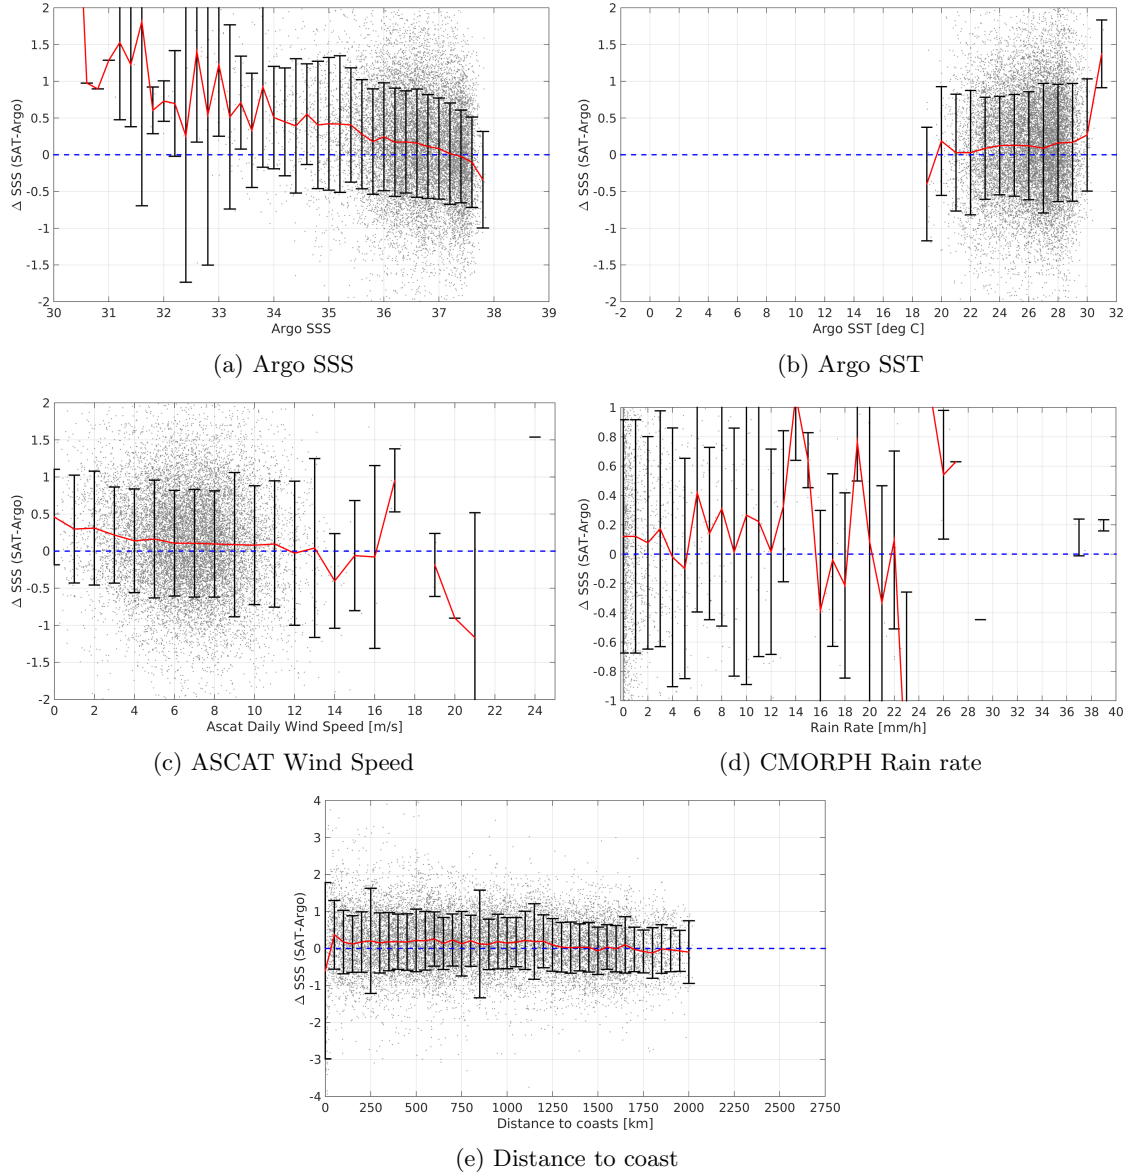 2
1.5
1
0.5
0
-0.5
-1
-1.5
-2
Δ SSS (SAT-Argo)
30 31 32 33 34 35 36 37 38 39
Argo SSS
(a) Argo SSS
2
1.5
1
0.5
0
-0.5
-1
-1.5
-2
Δ SSS (SAT-Argo)
-2 0 2 4 6 8 10 12 14 16 18 20 22 24 26 28 30 32
Argo SST [deg C]
(b) Argo SST
2
1.5
1
0.5
0
-0.5
-1
-1.5
-2
Δ SSS (SAT-Argo)
0 2 4 6 8 10 12 14 16 18 20 22 24
Ascat Daily Wind Speed [m/s]
(c) ASCAT Wind Speed
1
0.8
0.6
0.4
0.2
0
-0.2
-0.4
-0.6
-0.8
-1
Δ SSS (SAT-Argo)
0 2 4 6 8 10 12 14 16 18 20 22 24 26 28 30 32 34 36 38 40
Rain Rate [mm/h]
(d) CMORPH Rain rate
4
3
2
1
0
-1
-2
-3
-4
Δ SSS (SAT-Argo)
0 250 500 750 1000 1250 1500 1750 2000 2250 2500 2750
Distance to coasts [km]
(e) Distance to coast